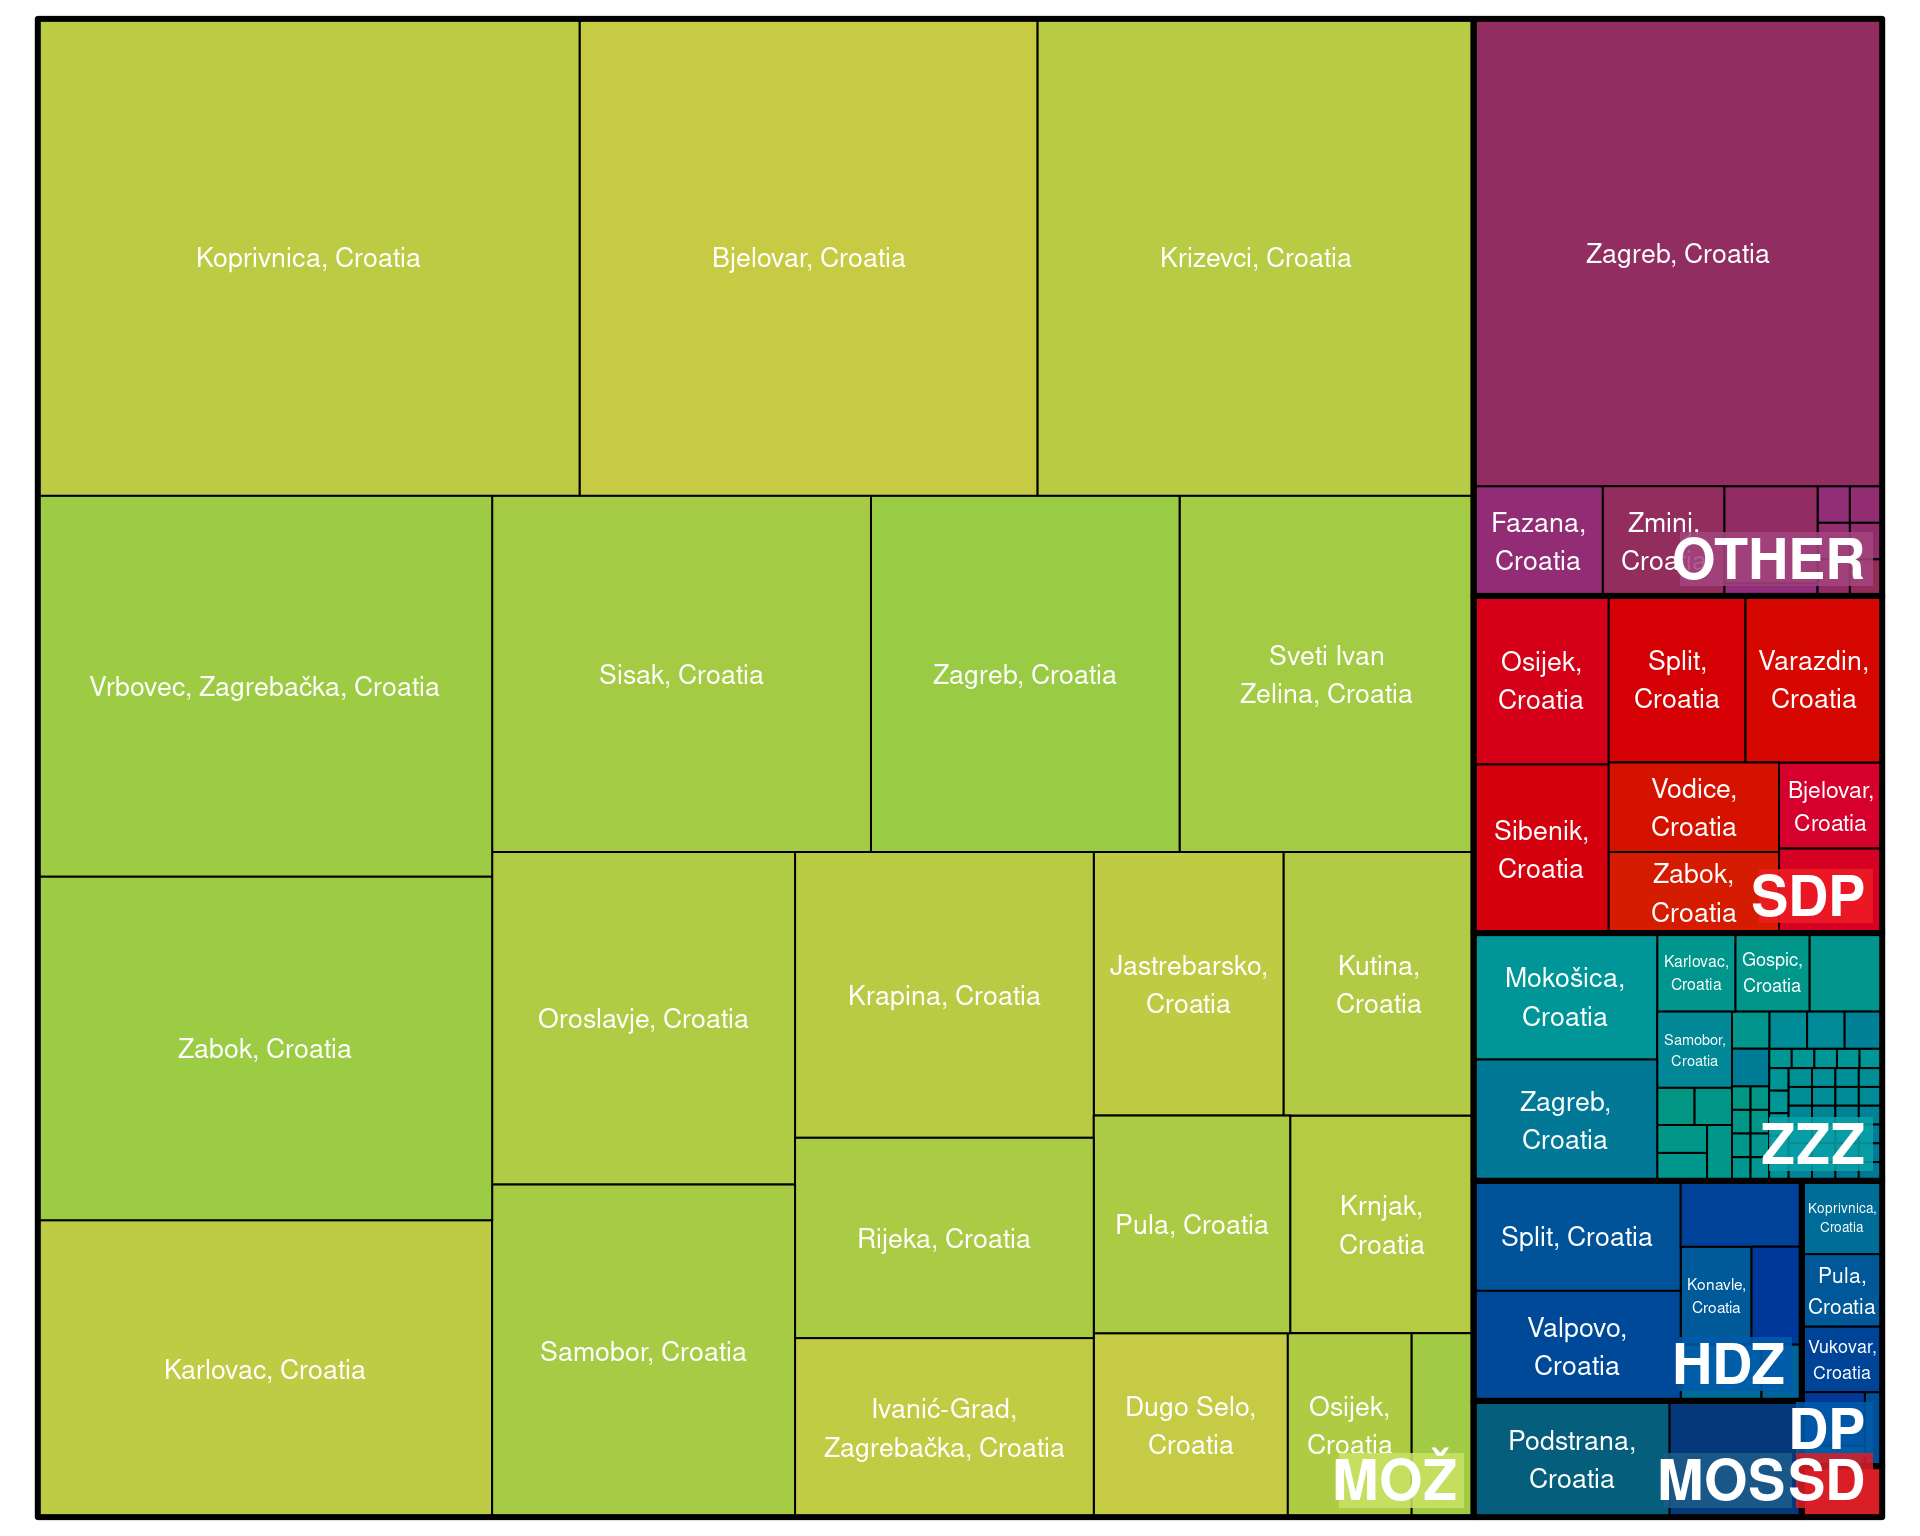 Koprivnica, Croatia
Bjelovar, Croatia
Krizevci, Croatia
Vrbovec, Zagrebačka, Croatia
Sisak, Croatia
Zagreb, Croatia
Sveti Ivan
Zelina, Croatia
Zabok, Croatia
Karlovac, Croatia
Oroslavje, Croatia
Samobor, Croatia
Krapina, Croatia
Rijeka, Croatia
Ivanić-Grad,
Zagrebačka, Croatia
Jastrebarsko,
Croatia
Kutina,
Croatia
Pula, Croatia
Krnjak,
Croatia
Dugo Selo,
Croatia
Osijek,
Croatia
MOŽ
Zagreb, Croatia
Fazana,
Croatia
Zmini,
Croatia
OTHER
Osijek,
Croatia
Split,
Croatia
Varazdin,
Croatia
Sibenik,
Croatia
Vodice,
Croatia
Bjelovar,
Croatia
Zabok,
Croatia
SDP
Mokošica,
Croatia
Karlovac,
Croatia
Gospic,
Croatia
Samobor,
Croatia
Zagreb,
Croatia
ZZZ
Split, Croatia
Konavle,
Croatia
Valpovo,
Croatia
HDZ
Koprivnica,
Croatia
Pula,
Croatia
Vukovar,
Croatia
DP
Podstrana,
Croatia
MOS
SD